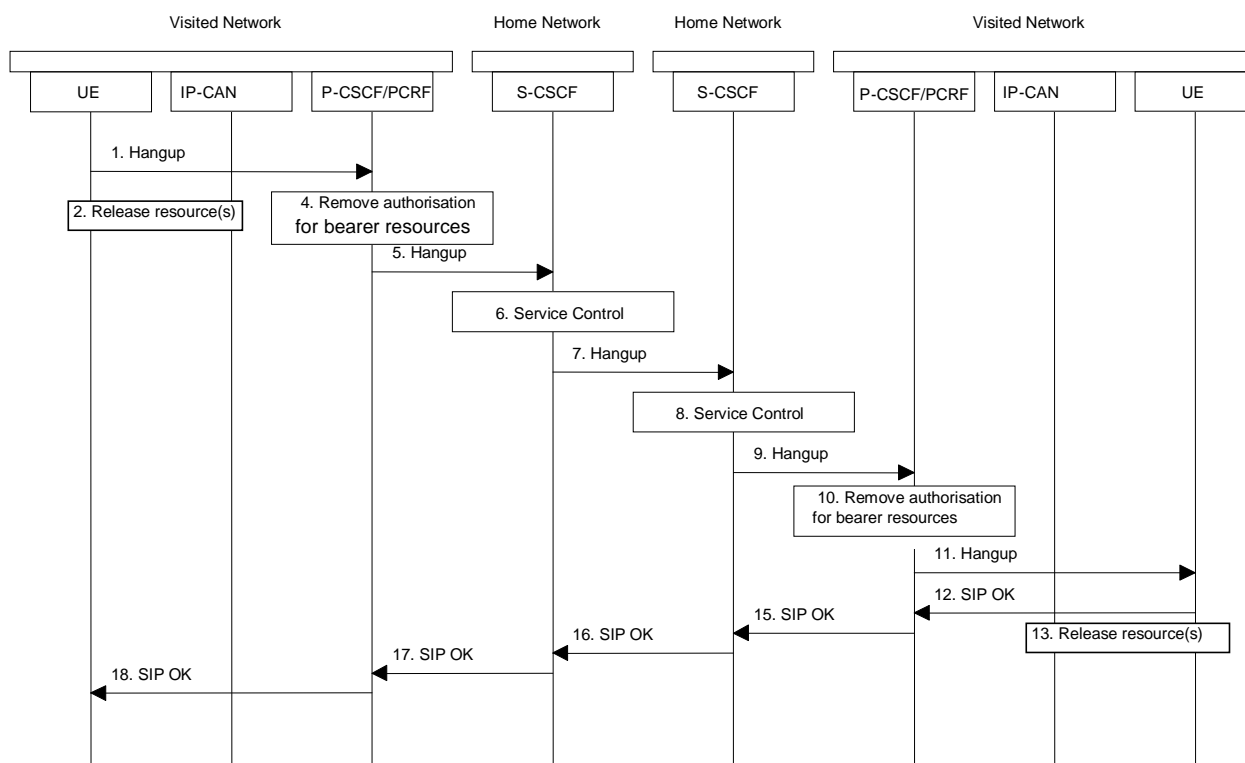 Visited Network
Home Network
Home Network
Visited Network
UE
IP-CAN
P-CSCF/PCRF
S-CSCF
S-CSCF
P-CSCF/PCRF
IP-CAN
UE
1. Hangup
2. Release resource(s)
4. Remove authorisation
for bearer resources
5. Hangup
6. Service Control
7. Hangup
8. Service Control
9. Hangup
10. Remove authorisation
for bearer resources
11. Hangup
12. SIP OK
13. Release resource(s)
15. SIP OK
16. SIP OK
17. SIP OK
18. SIP OK